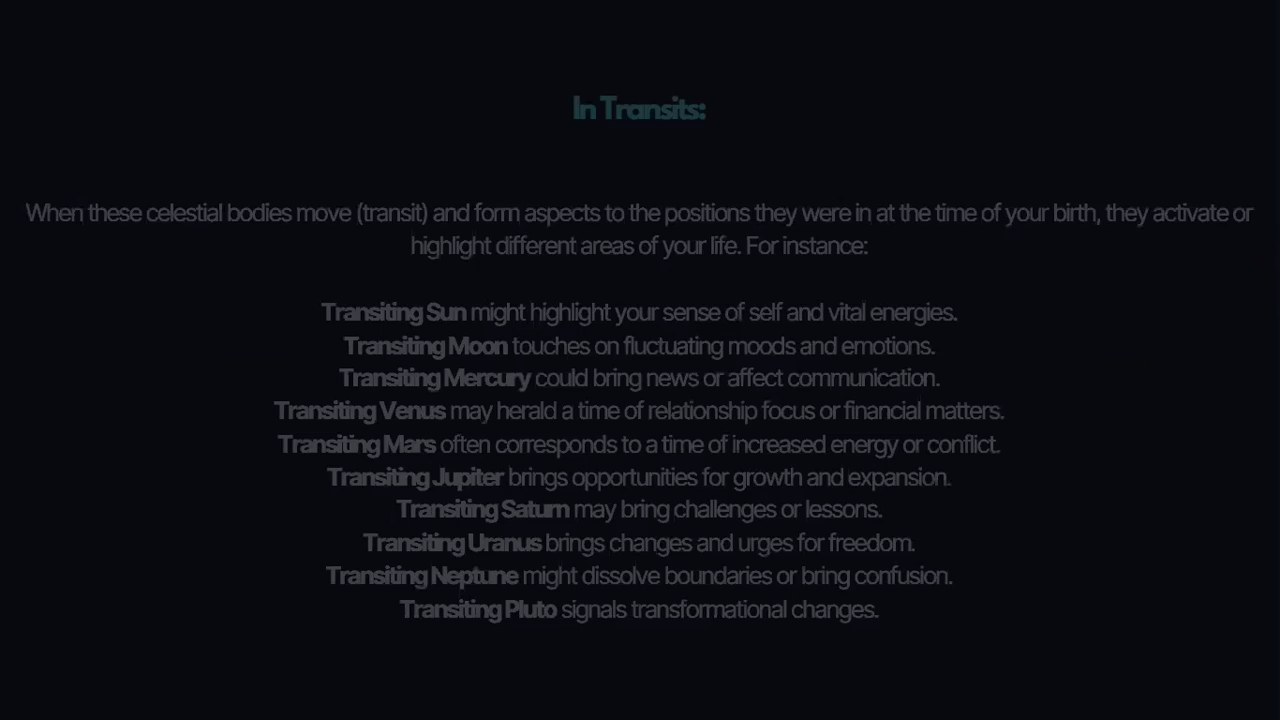 In Transits:
When these celestial bodies move (transit) and form aspects to the positions they were in at the time of your birth, they activate or
highlight different areas of your life. For instance:
Transiting Sun might highlight your sense of self and vital energies.
Transiting Moon touches on fluctuating moods and emotions.
Transiting Mercury could bring news or affect communication.
Transiting Venus may herald a time of relationship focus or financial matters.
Transiting Mars often corresponds to a time of increased energy or conflict.
Transiting Jupiter brings opportunities for growth and expansion.
Transiting Saturn may bring challenges or lessons.
Transiting Uranus brings changes and urges for freedom.
Transiting Neptune might dissolve boundaries or bring confusion.
Transiting Pluto signals transformational changes.